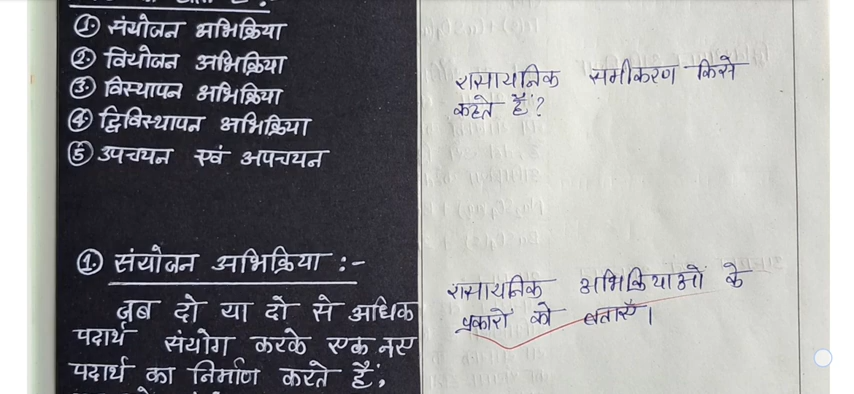 ① संयोजन अभिक्रिया
② वियोजन अभिक्रिया
③ विस्थापन अभिक्रिया
④ द्विविस्थापन अभिक्रिया
⑤ उपचयन एवं अपचयन
① संयोजन अभिक्रिया :-
जब दो या दो से अधिक
पदार्थ संयोग करके एक नए
पदार्थ का निर्माण करते हैं,
रासायनिक समीकरण किसे
कहते हैं?
रासायनिक अभिक्रियाओं के
प्रकारों को बताएँ।